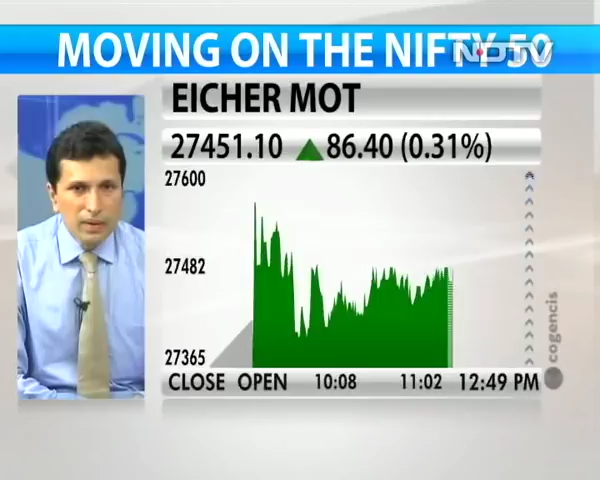 MOVING ON THE NIFTY 50
NDTV
EICHER MOT
27451.10 ▲ 86.40 (0.31%)
27600
27482
27365
CLOSE OPEN 10:08 11:02 12:49 PM
cogencis